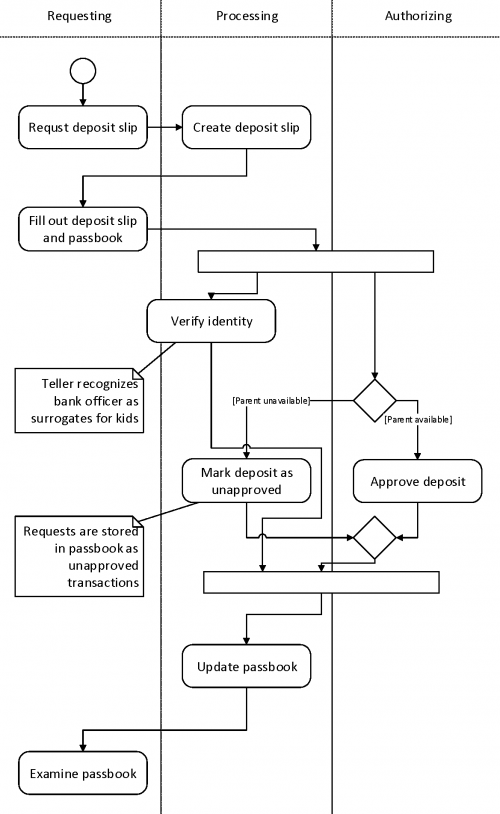 Requesting
Processing
Authorizing
Requst deposit slip
Create deposit slip
Fill out deposit slip
and passbook
Verify identity
Teller recognizes
bank officer as
surrogates for kids
[Parent unavailable]
[Parent available]
Mark deposit as
unapproved
Approve deposit
Requests are stored
in passbook as
unapproved
transactions
Update passbook
Examine passbook